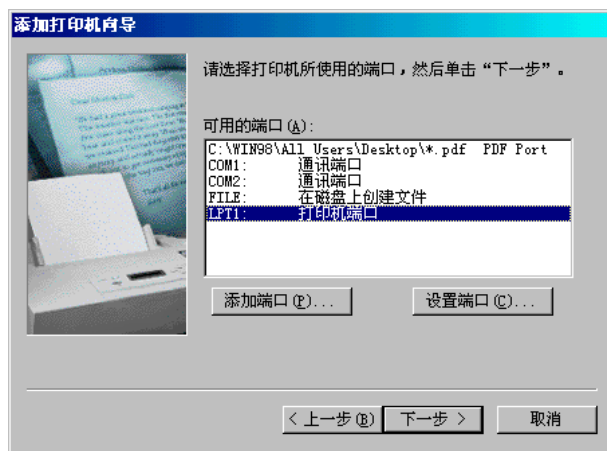 添加打印机向导
请选择打印机所使用的端口，然后单击“下一步”。
可用的端口(A):
C:\WIN98\All Users\Desktop\*.pdf PDF Port
COM1: 通讯端口
COM2: 通讯端口
FILE: 在磁盘上创建文件
LPT1: 打印机端口
添加端口(P)... 设置端口(C)...
< 上一步(B) 下一步 > 取消